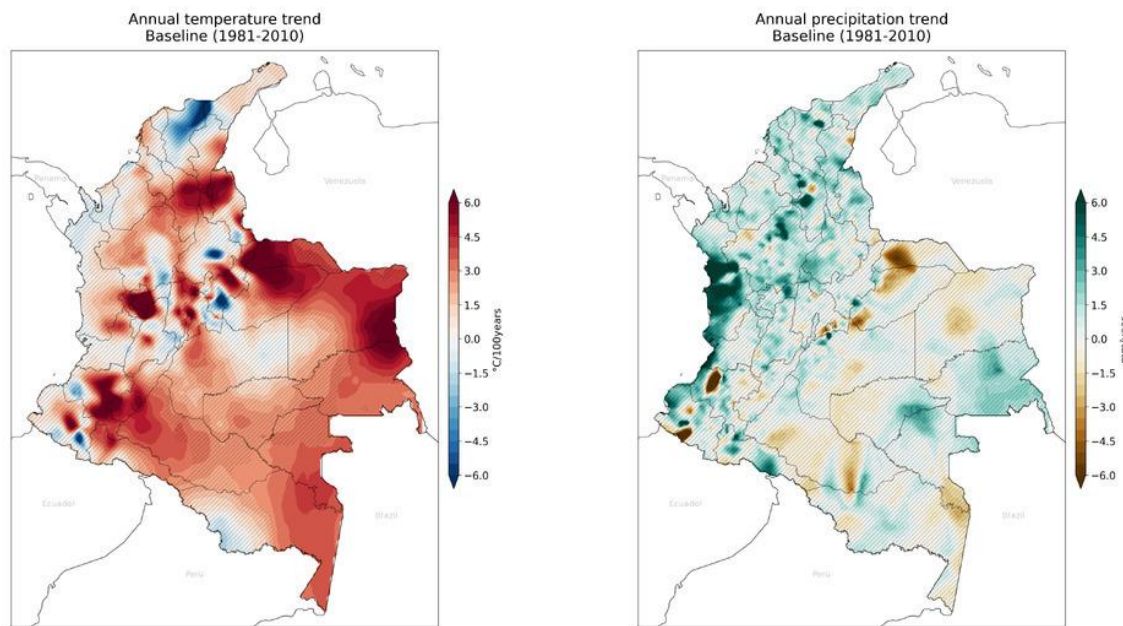 Annual temperature trend
Baseline (1981-2010)
Panama
Venezuela
Ecuador
Peru
Brazil
6.0
4.5
3.0
1.5
0.0
−1.5
−3.0
−4.5
−6.0
°C/100years
Annual precipitation trend
Baseline (1981-2010)
Panama
Venezuela
Ecuador
Peru
Brazil
6.0
4.5
3.0
1.5
0.0
−1.5
−3.0
−4.5
−6.0